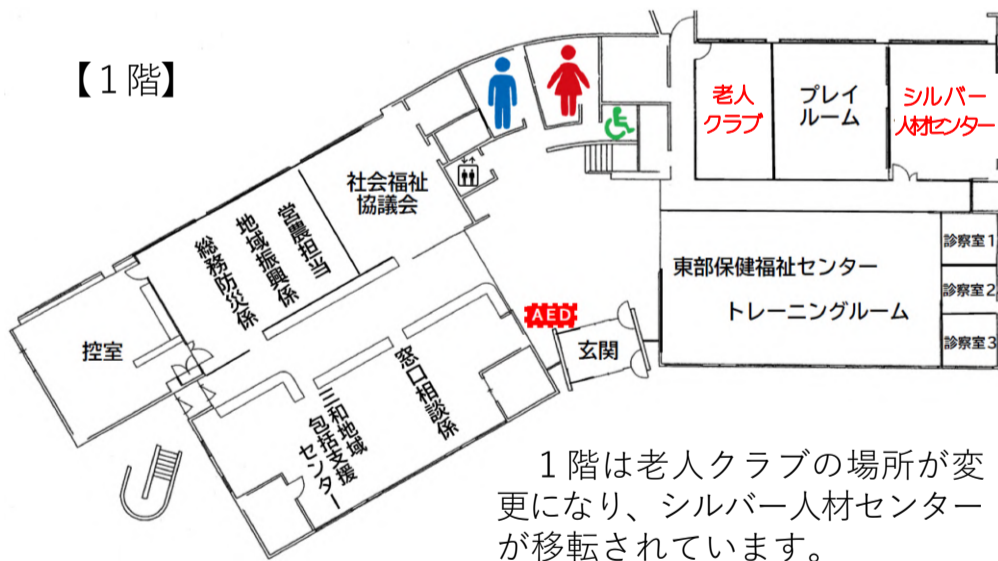 【１階】
老人
クラブ
プレイ
ルーム
シルバー
人材センター
社会福祉
協議会
営農担当
地域振興係
総務防災係
控室
東部保健福祉センター
トレーニングルーム
診察室1
診察室2
診察室3
AED
玄関
窓口相談係
三和地域
包括支援
センター
１階は老人クラブの場所が変
更になり、シルバー人材センター
が移転されています。